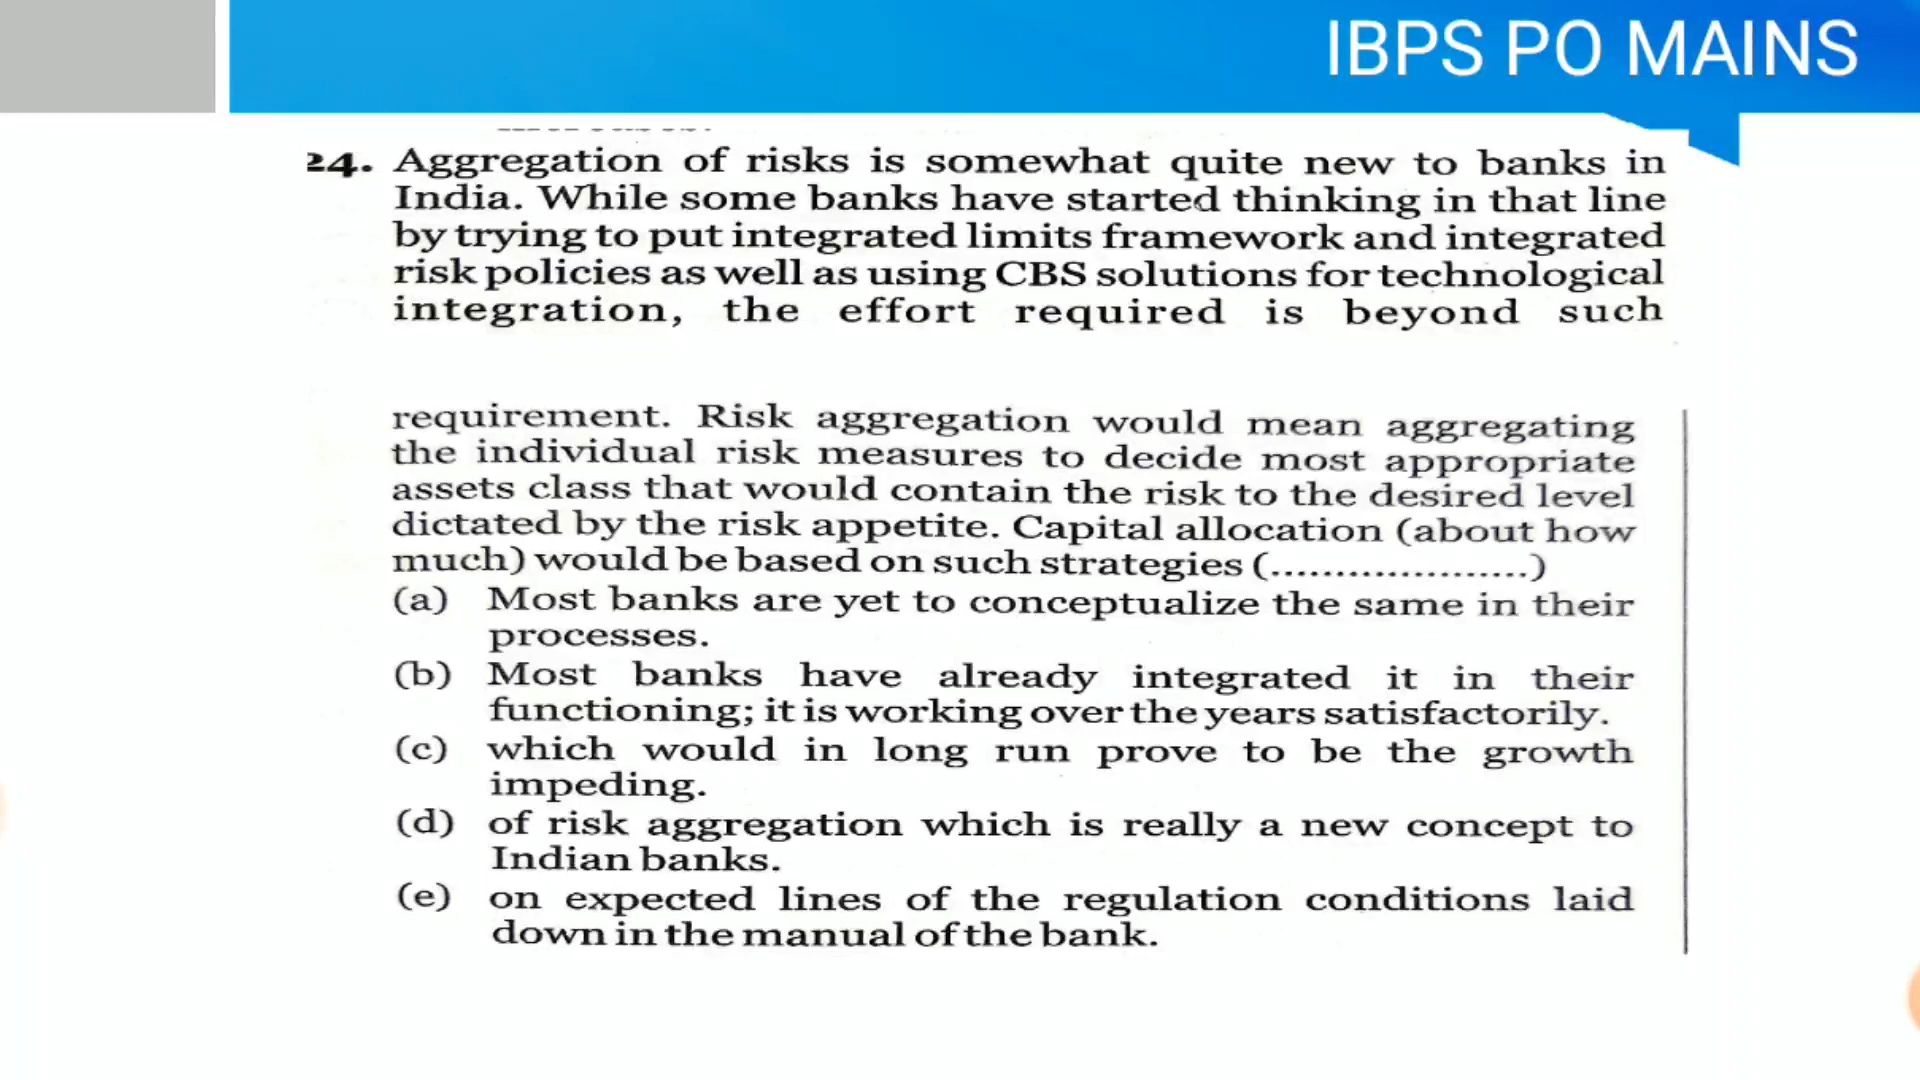 IBPS PO MAINS
24. Aggregation of risks is somewhat quite new to banks in
India. While some banks have started thinking in that line
by trying to put integrated limits framework and integrated
risk policies as well as using CBS solutions for technological
integration, the effort required is beyond such
requirement. Risk aggregation would mean aggregating
the individual risk measures to decide most appropriate
assets class that would contain the risk to the desired level
dictated by the risk appetite. Capital allocation (about how
much) would be based on such strategies (.....................)
(a) Most banks are yet to conceptualize the same in their
processes.
(b) Most banks have already integrated it in their
functioning; it is working over the years satisfactorily.
(c) which would in long run prove to be the growth
impeding.
(d) of risk aggregation which is really a new concept to
Indian banks.
(e) on expected lines of the regulation conditions laid
down in the manual of the bank.